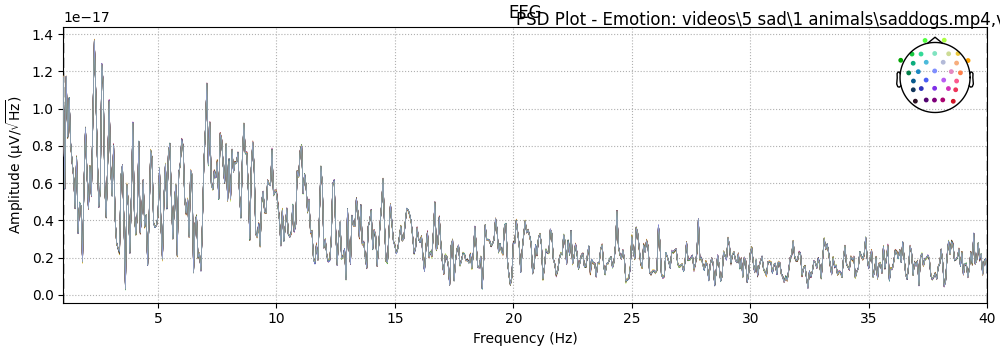 EEG
PSD Plot - Emotion: videos\5 sad\1 animals\saddogs.mp4,v
1e−17
1.4
1.2
1.0
0.8
0.6
0.4
0.2
0.0
Amplitude (µV/√Hz)
5 10 15 20 25 30 35 40
Frequency (Hz)